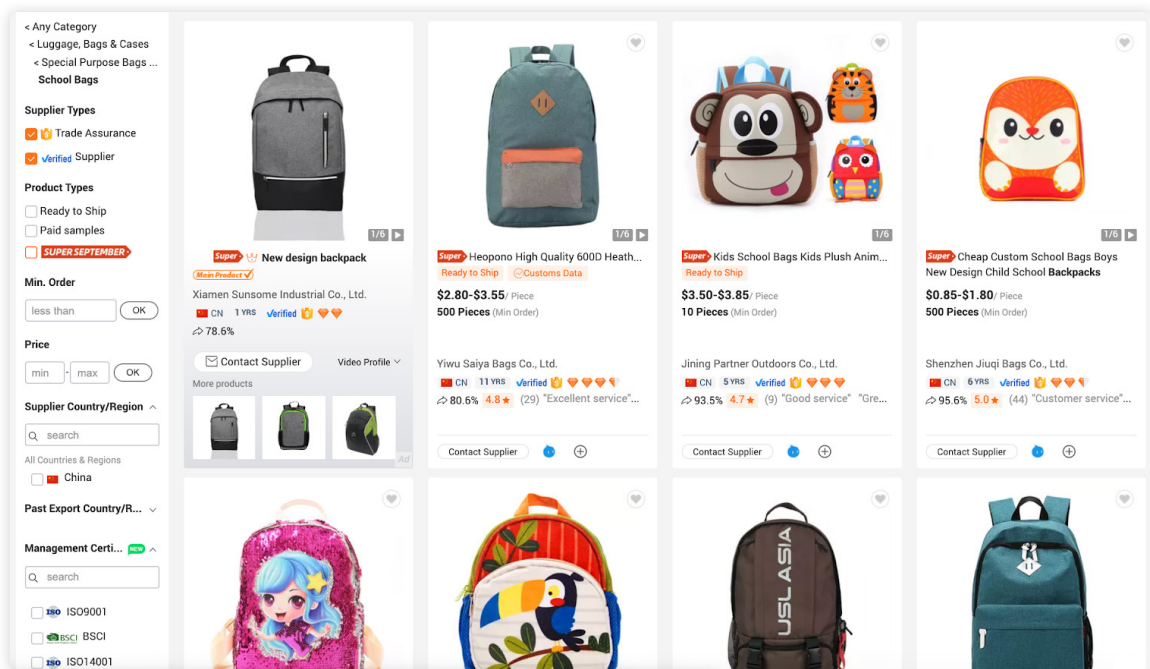 < Any Category
< Luggage, Bags & Cases
< Special Purpose Bags ...
School Bags
Supplier Types
Trade Assurance
Verified Supplier
Product Types
Ready to Ship
Paid samples
SUPER SEPTEMBER
Min. Order
less than
OK
Price
min
-
max
OK
Supplier Country/Region
search
All Countries & Regions
China
Past Export Country/R...
Management Certi... NEW
search
ISO ISO9001
BSCI BSCI
ISO ISO14001
1/6
Super New design backpack
Main Product
Xiamen Sunsome Industrial Co., Ltd.
CN 1 YRS Verified
78.6%
Contact Supplier
Video Profile
More products
Ad
1/6
Super Heopono High Quality 600D Heath...
Ready to Ship Customs Data
$2.80-$3.55/ Piece
500 Pieces (Min Order)
Yiwu Saiya Bags Co., Ltd.
CN 11 YRS Verified
80.6% 4.8 ★ (29) "Excellent service"...
Contact Supplier
1/6
Super Kids School Bags Kids Plush Anim...
Ready to Ship
$3.50-$3.85/ Piece
10 Pieces (Min Order)
Jining Partner Outdoors Co., Ltd.
CN 5 YRS Verified
93.5% 4.7 ★ (9) "Good service" "Gre...
Contact Supplier
1/6
Super Cheap Custom School Bags Boys
New Design Child School Backpacks
$0.85-$1.80/ Piece
500 Pieces (Min Order)
Shenzhen Jiuqi Bags Co., Ltd.
CN 6 YRS Verified
95.6% 5.0 ★ (44) "Customer service"...
Contact Supplier
USL ASIA